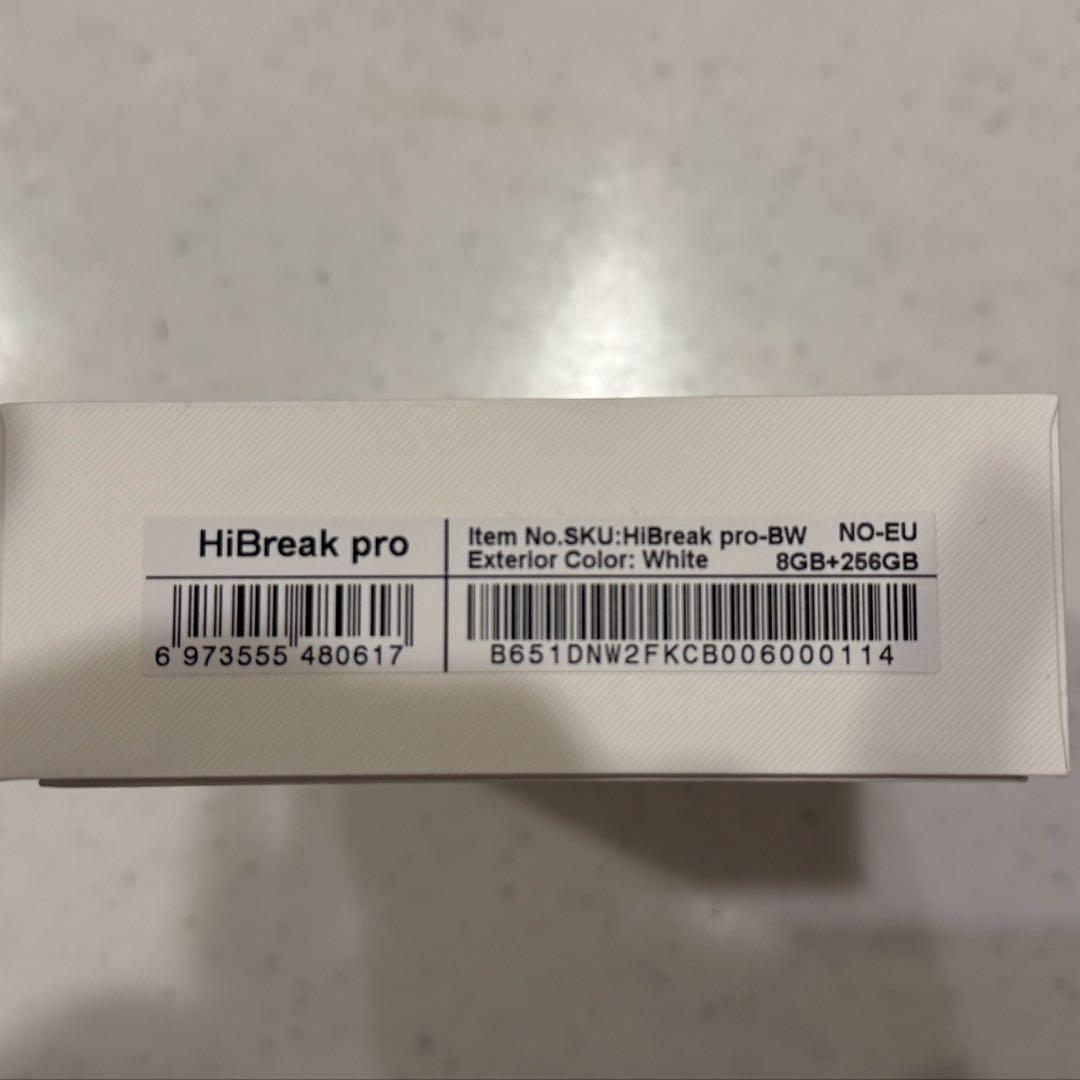 HiBreak pro
6 973555 480617
Item No.SKU:HiBreak pro-BW NO-EU
Exterior Color: White 8GB+256GB
B651DNW2FKCB006000114